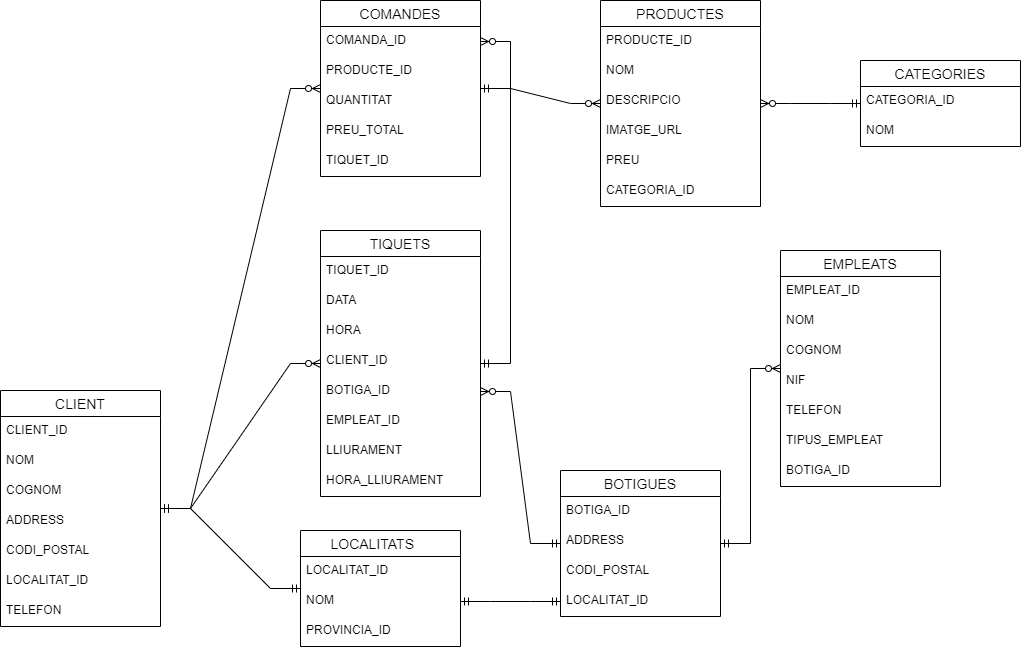 COMANDES
COMANDA_ID
PRODUCTE_ID
QUANTITAT
PREU_TOTAL
TIQUET_ID
PRODUCTES
PRODUCTE_ID
NOM
DESCRIPCIO
IMATGE_URL
PREU
CATEGORIA_ID
CATEGORIES
CATEGORIA_ID
NOM
TIQUETS
TIQUET_ID
DATA
HORA
CLIENT_ID
BOTIGA_ID
EMPLEAT_ID
LLIURAMENT
HORA_LLIURAMENT
EMPLEATS
EMPLEAT_ID
NOM
COGNOM
NIF
TELEFON
TIPUS_EMPLEAT
BOTIGA_ID
CLIENT
CLIENT_ID
NOM
COGNOM
ADDRESS
CODI_POSTAL
LOCALITAT_ID
TELEFON
LOCALITATS
LOCALITAT_ID
NOM
PROVINCIA_ID
BOTIGUES
BOTIGA_ID
ADDRESS
CODI_POSTAL
LOCALITAT_ID